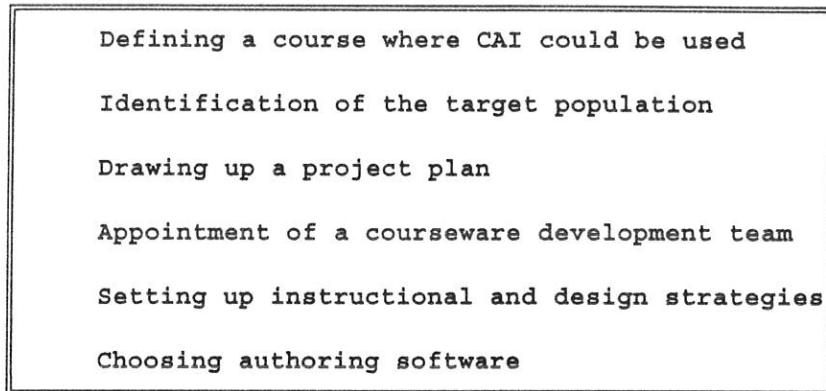 Defining a course where CAI could be used
Identification of the target population
Drawing up a project plan
Appointment of a courseware development team
Setting up instructional and design strategies
Choosing authoring software